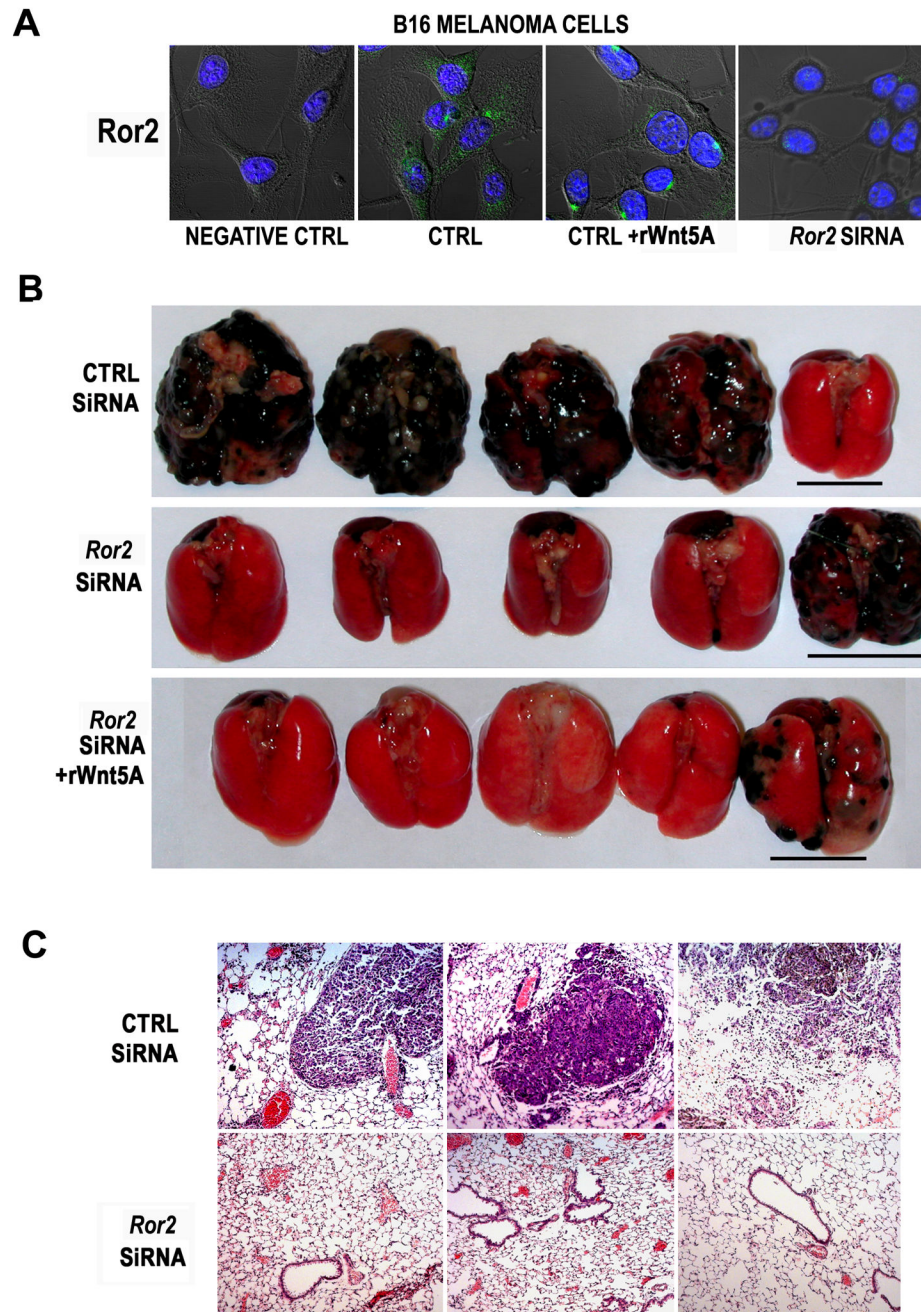 A
B16 MELANOMA CELLS
Ror2
NEGATIVE CTRL
CTRL
CTRL +rWnt5A
Ror2 SIRNA
B
CTRL
SiRNA
Ror2
SiRNA
Ror2
SiRNA
+rWnt5A
C
CTRL
SiRNA
Ror2
SiRNA